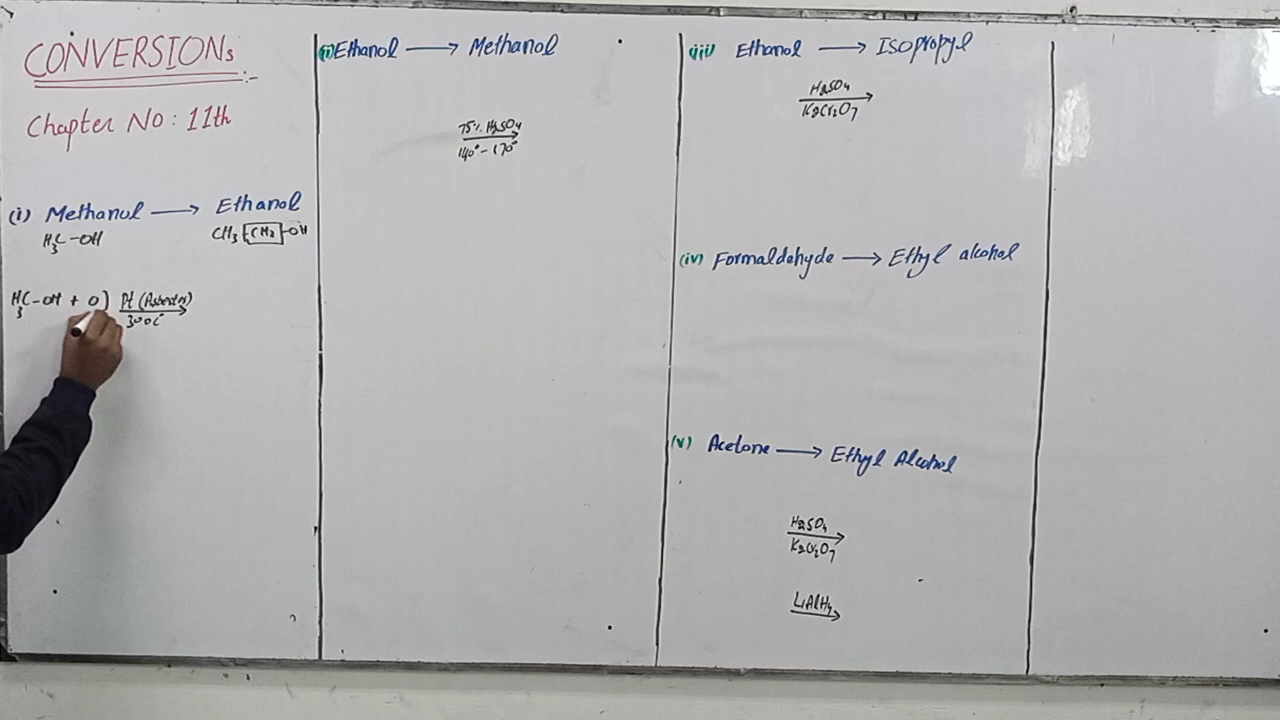 CONVERSIONs :-
Chapter No : 11th
(i) Methanol ⟶ Ethanol
H3C-OH CH3-CH2-OH
H3C-OH + O] Pt (Asbestos)
300C°
(ii) Ethanol ⟶ Methanol
75% H2SO4
140° - 170°
(iii) Ethanol ⟶ Isopropyl
H2SO4
K2Cr2O7
(iv) Formaldehyde ⟶ Ethyl alcohol
(v) Acetone ⟶ Ethyl Alcohol
H2SO4
K2Cr2O7
LiAlH4